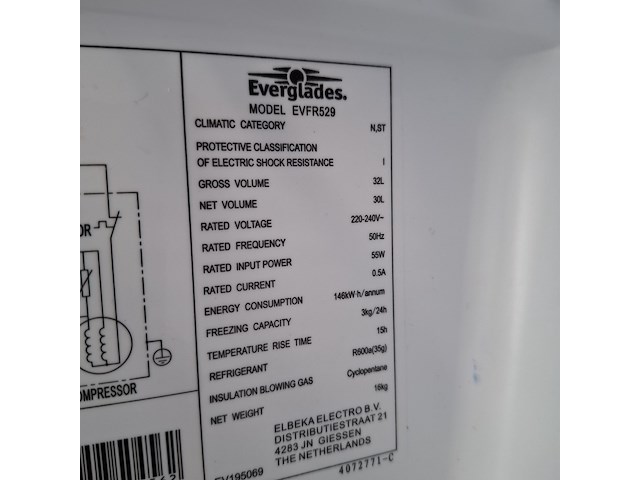 Everglades.
MODEL EVFR529
CLIMATIC CATEGORY N,ST
PROTECTIVE CLASSIFICATION
OF ELECTRIC SHOCK RESISTANCE I
GROSS VOLUME 32L
NET VOLUME 30L
RATED VOLTAGE 220-240V~
RATED FREQUENCY 50Hz
RATED INPUT POWER 55W
RATED CURRENT 0.5A
ENERGY CONSUMPTION 146kW·h/annum
FREEZING CAPACITY 3kg/24h
TEMPERATURE RISE TIME 15h
REFRIGERANT R600a(35g)
INSULATION BLOWING GAS Cyclopentane
NET WEIGHT 16kg
ELBEKA ELECTRO B.V.
DISTRIBUTIESTRAAT 21
4283 JN GIESSEN
THE NETHERLANDS
4072771-C
EV195069
OR
OMPRESSOR